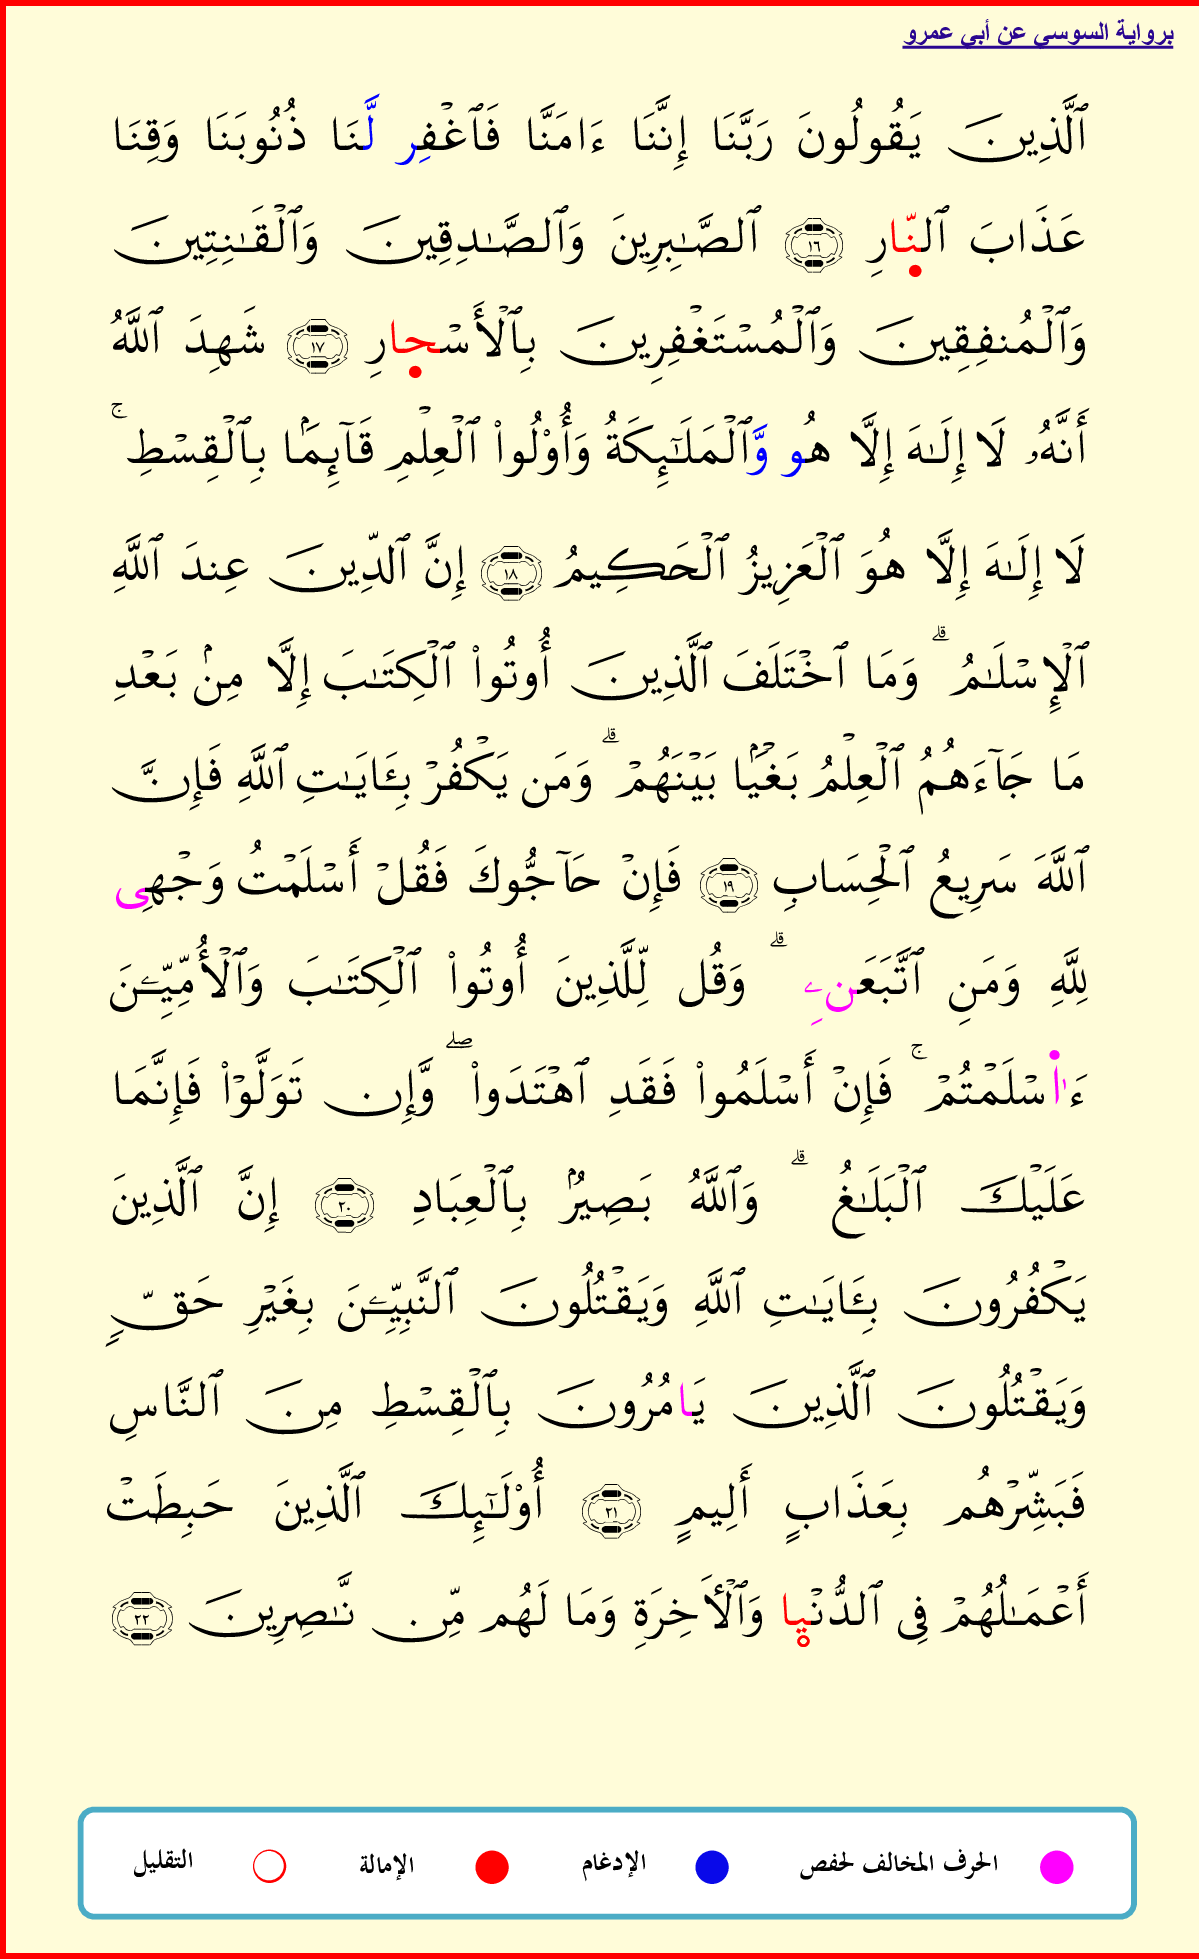 برواية السوسي عن أبي عمرو
ٱلَّذِينَ يَقُولُونَ رَبَّنَا إِنَّنَا ءَامَنَّا فَٱغْفِر لَّنَا ذُنُوبَنَا وَقِنَا
عَذَابَ ٱلنّ۪ارِ ١٦ ٱلصَّٰبِرِينَ وَٱلصَّٰدِقِينَ وَٱلْقَٰنِتِينَ
وَٱلْمُنفِقِينَ وَٱلْمُسْتَغْفِرِينَ بِٱلْأَسْح۪ارِ ١٧ شَهِدَ ٱللَّهُ
أَنَّهُۥ لَا إِلَٰهَ إِلَّا هُو وَّٱلْمَلَٰٓئِكَةُ وَأُوْلُواْ ٱلْعِلْمِ قَآئِمَۢا بِٱلْقِسْطِ ۚ
لَا إِلَٰهَ إِلَّا هُوَ ٱلْعَزِيزُ ٱلْحَكِيمُ ١٨ إِنَّ ٱلدِّينَ عِندَ ٱللَّهِ
ٱلْإِسْلَٰمُ ۗ وَمَا ٱخْتَلَفَ ٱلَّذِينَ أُوتُواْ ٱلْكِتَٰبَ إِلَّا مِنۢ بَعْدِ
مَا جَآءَهُمُ ٱلْعِلْمُ بَغْيَۢا بَيْنَهُمْ ۗ وَمَن يَكْفُرْ بِـَٔايَٰتِ ٱللَّهِ فَإِنَّ
ٱللَّهَ سَرِيعُ ٱلْحِسَابِ ١٩ فَإِنْ حَآجُّوكَ فَقُلْ أَسْلَمْتُ وَجْهِى
لِلَّهِ وَمَنِ ٱتَّبَعَنِۦ ۗ وَقُل لِّلَّذِينَ أُوتُواْ ٱلْكِتَٰبَ وَٱلْأُمِّيِّـۧنَ
ءَا۬سْلَمْتُمْ ۚ فَإِنْ أَسْلَمُواْ فَقَدِ ٱهْتَدَواْ ۖ وَّإِن تَوَلَّوْاْ فَإِنَّمَا
عَلَيْكَ ٱلْبَلَٰغُ ۗ وَٱللَّهُ بَصِيرُۢ بِٱلْعِبَادِ ٢٠ إِنَّ ٱلَّذِينَ
يَكْفُرُونَ بِـَٔايَٰتِ ٱللَّهِ وَيَقْتُلُونَ ٱلنَّبِيِّـۧنَ بِغَيْرِ حَقٍّ
وَيَقْتُلُونَ ٱلَّذِينَ يَامُرُونَ بِٱلْقِسْطِ مِنَ ٱلنَّاسِ
فَبَشِّرْهُم بِعَذَابٍ أَلِيمٍ ٢١ أُوْلَٰٓئِكَ ٱلَّذِينَ حَبِطَتْ
أَعْمَٰلُهُمْ فِى ٱلدُّنْي۪ا وَٱلْأٓخِرَةِ وَمَا لَهُم مِّن نَّٰصِرِينَ ٢٢
الحرف المخالف لحفص الإدغام الإمالة التقليل